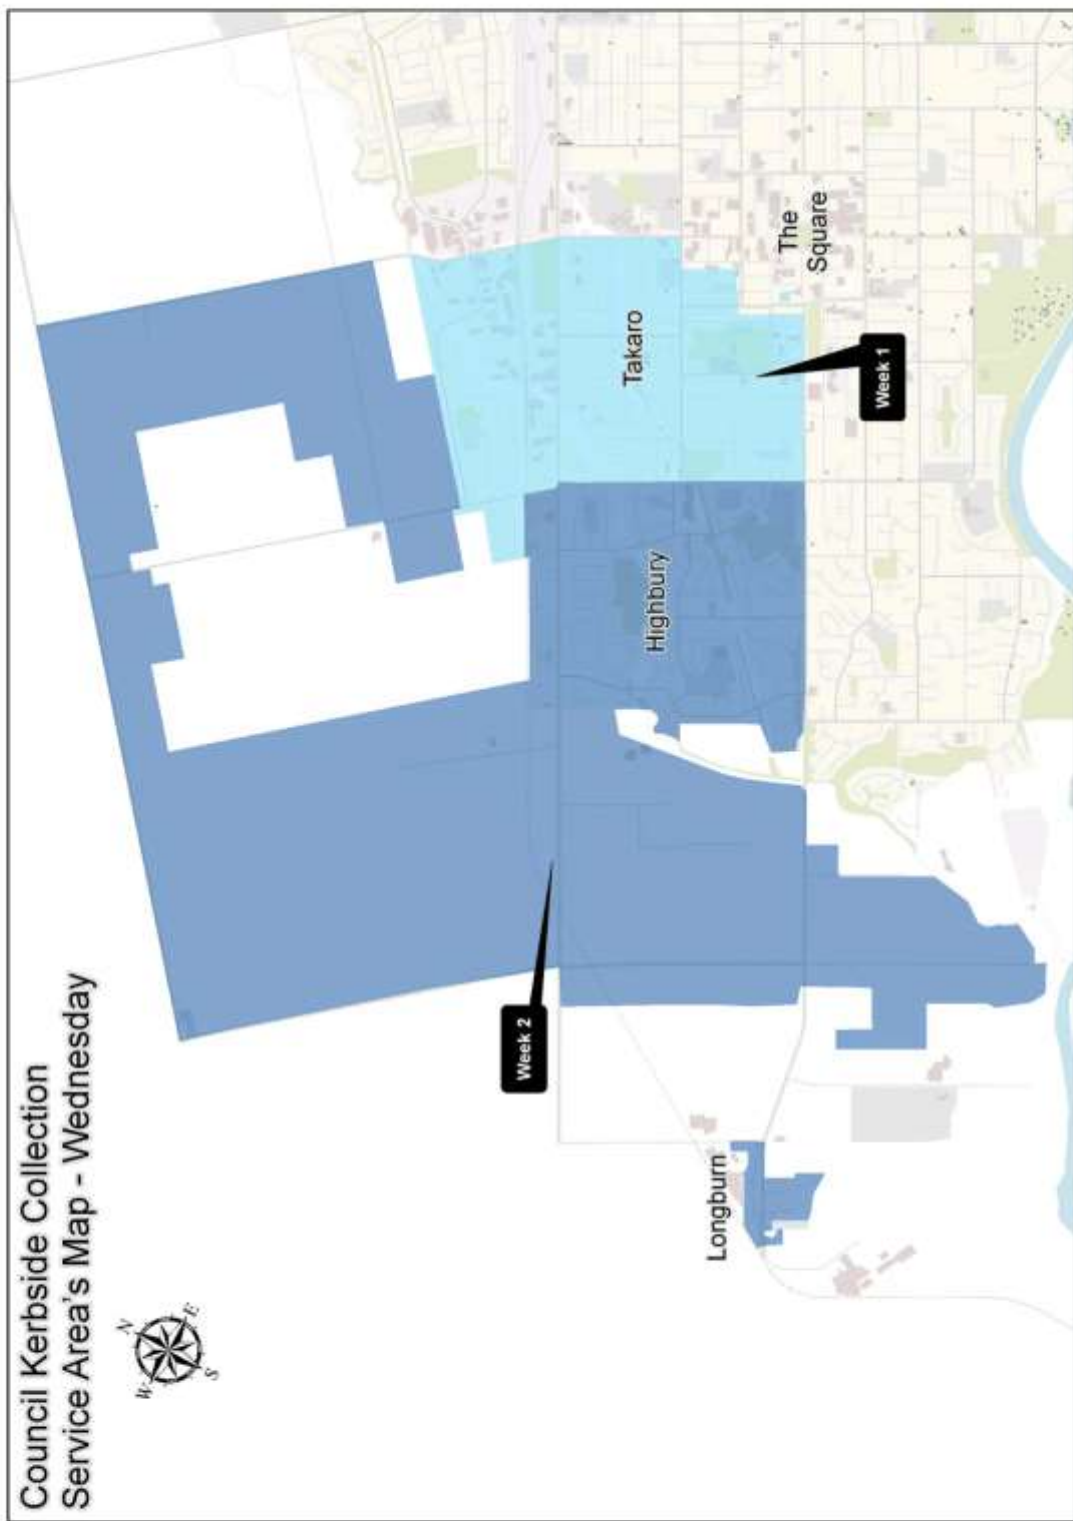 Council Kerbside Collection
Service Area's Map - Wednesday
N
W
E
S
Week 2
Longburn
Highbury
Takaro
The
Square
Week 1